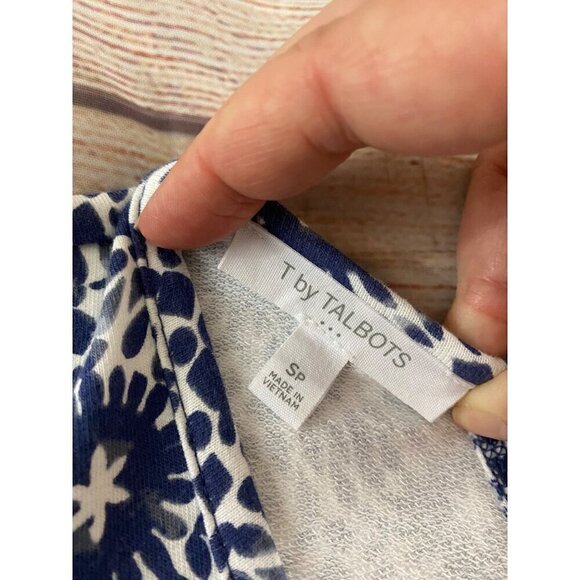 T by TALBOTS
SP
MADE IN
VIETNAM